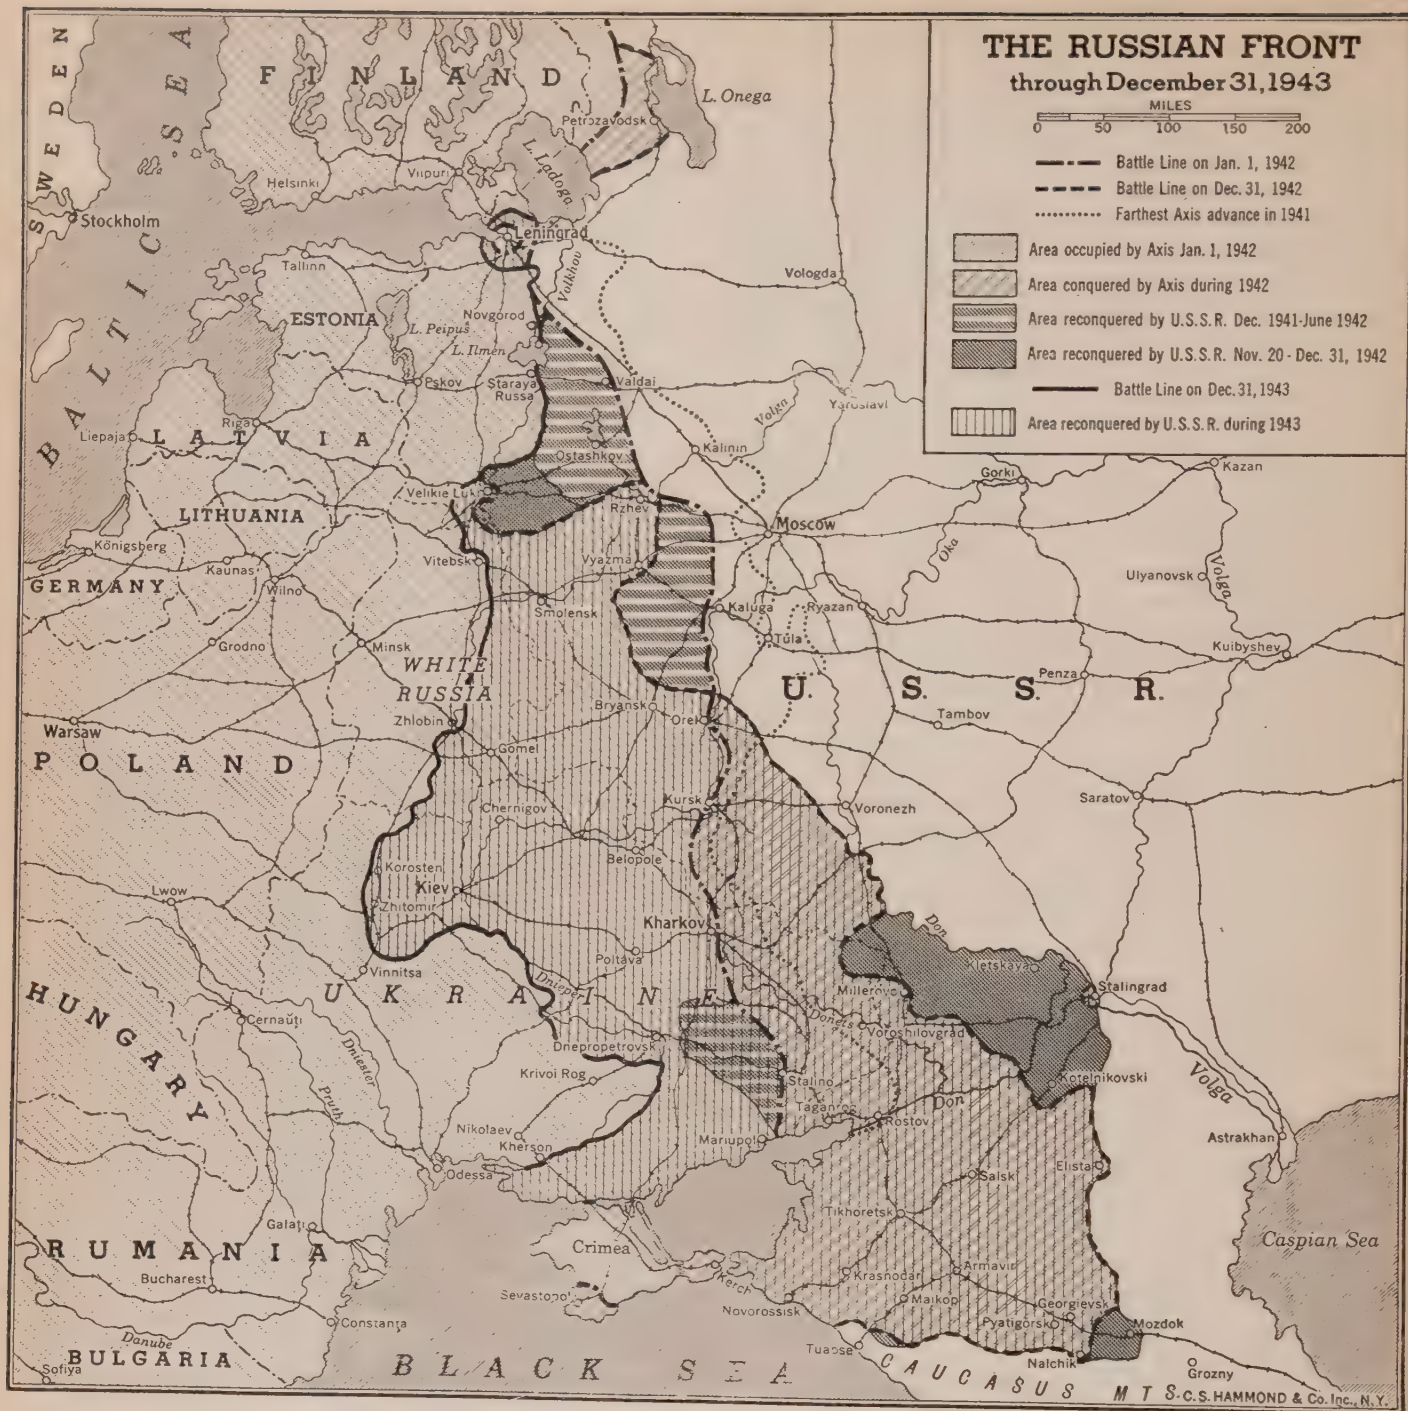 THE RUSSIAN FRONT
through December 31, 1943
MILES
0 50 100 150 200
Battle Line on Jan. 1, 1942
Battle Line on Dec. 31, 1942
Farthest Axis advance in 1941
Area occupied by Axis Jan. 1, 1942
Area conquered by Axis during 1942
Area reconquered by U.S.S.R. Dec. 1941-June 1942
Area reconquered by U.S.S.R. Nov. 20 - Dec. 31, 1942
Battle Line on Dec. 31, 1943
Area reconquered by U.S.S.R. during 1943
SWEDEN
FINLAND
BALTIC SEA
L. Onega
Petrozavodsk
L. Ladoga
Viipuri
Helsinki
Stockholm
Leningrad
Tallinn
Volkhov
Vologda
ESTONIA
Novgorod
L. Peipus
L. Ilmen
Pskov
Staraya
Russa
Valdai
Volga
Yaroslavl
Riga
Liepaja
LATVIA
Kalinin
Ostashkov
Gorki
Kazan
Velikie Luki
Rzhev
LITHUANIA
Moscow
Königsberg
Kaunas
Vitebsk
Vyazma
Oka
Ulyanovsk
Volga
GERMANY
Wilno
Smolensk
Kaluga
Ryazan
Grodno
Minsk
Tula
Kuibyshev
WHITE
RUSSIA
Penza
U. S. S. R.
Zhlobin
Bryansk
Orel
Tambov
Warsaw
Gomel
POLAND
Chernigov
Kursk
Voronezh
Saratov
Belopole
Korosten
Kiev
Lwow
Zhitomir
Kharkov
Don
Poltava
Kletskaya
Vinnitsa
Dnieper
Millerovo
Stalingrad
UKRAINE
HUNGARY
Cernăuți
Donets
Voroshilovgrad
Dnepropetrovsk
Dniester
Krivoi Rog
Stalino
Kotelnikovski
Pruth
Don
Volga
Taganrog
Rostov
Nikolaev
Kherson
Mariupol
Astrakhan
Odessa
Salsk
Elista
Tikhoretsk
Galați
Crimea
Caspian Sea
RUMANIA
Bucharest
Sevastopol
Kerch
Krasnodar
Armavir
Novorossisk
Maikop
Georgievsk
Pyatigorsk
Mozdok
Constanța
Danube
Tuapse
Nalchik
BULGARIA
Sofiya
BLACK SEA
CAUCASUS MTS.
Grozny
C.S. HAMMOND & Co. Inc., N.Y.